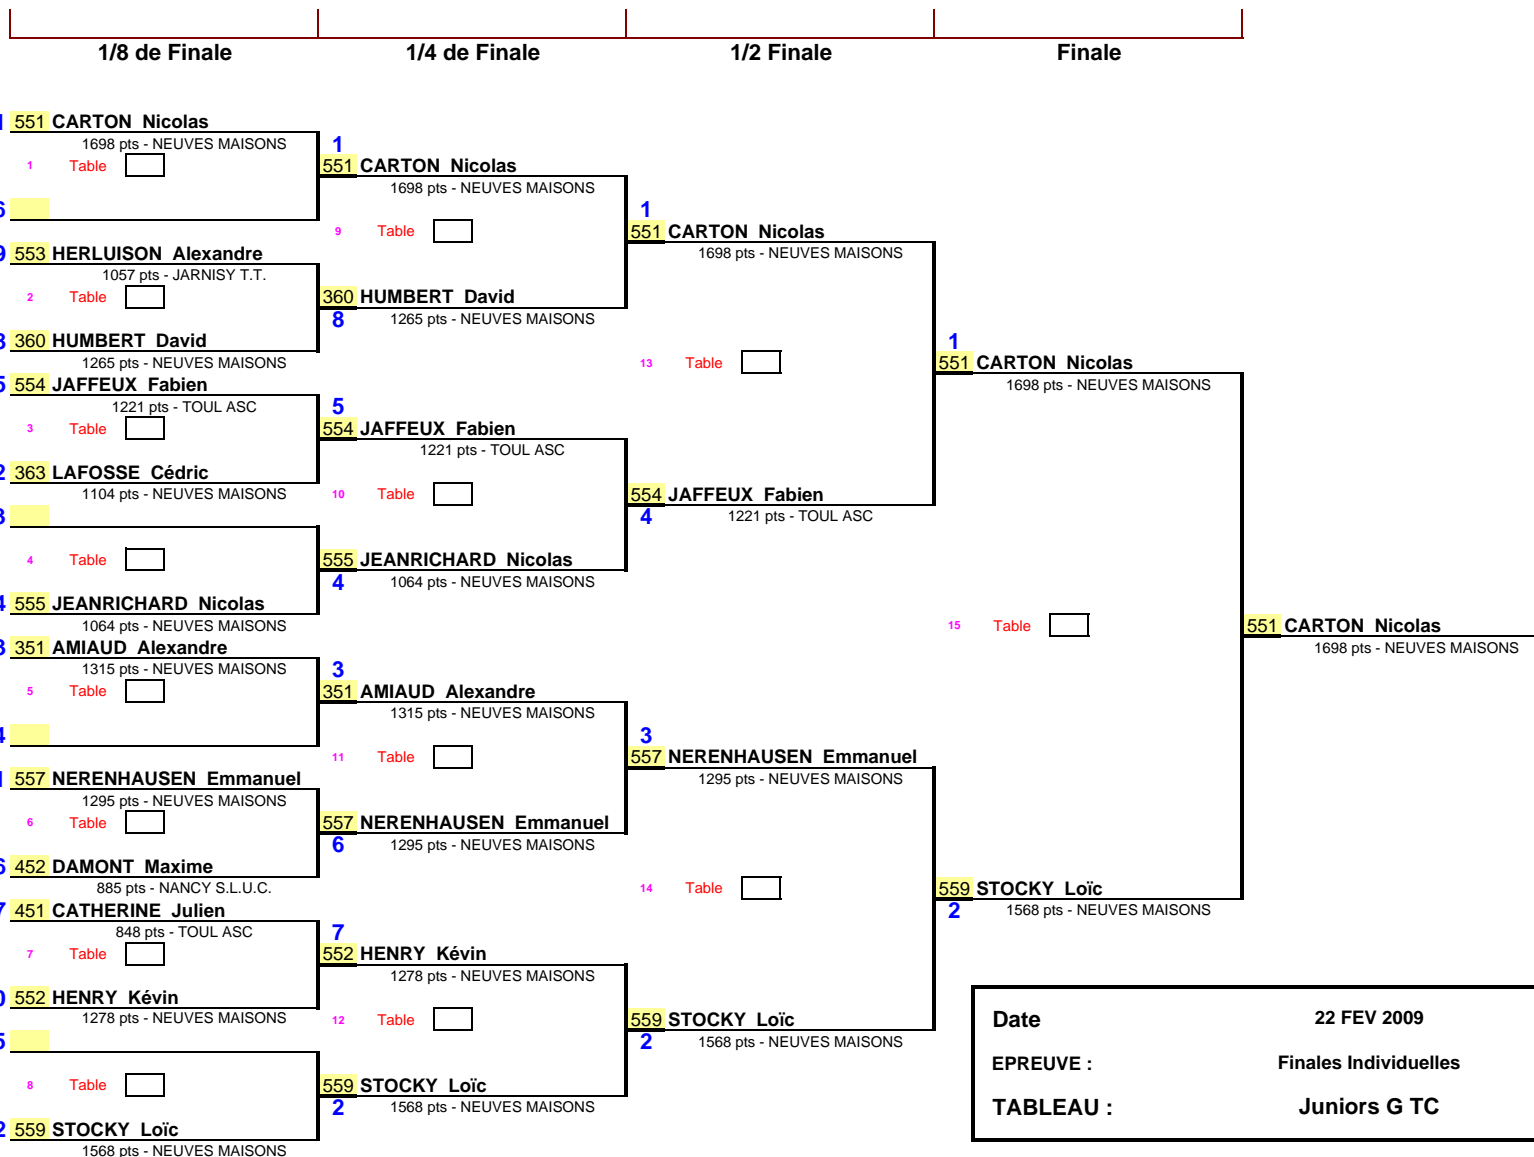 1/8 de Finale 1/4 de Finale 1/2 Finale Finale
551 CARTON Nicolas
1698 pts - NEUVES MAISONS
1 Table
553 HERLUISON Alexandre
1057 pts - JARNISY T.T.
2 Table
360 HUMBERT David
1265 pts - NEUVES MAISONS
554 JAFFEUX Fabien
1221 pts - TOUL ASC
3 Table
363 LAFOSSE Cédric
1104 pts - NEUVES MAISONS
4 Table
555 JEANRICHARD Nicolas
1064 pts - NEUVES MAISONS
351 AMIAUD Alexandre
1315 pts - NEUVES MAISONS
5 Table
557 NERENHAUSEN Emmanuel
1295 pts - NEUVES MAISONS
6 Table
452 DAMONT Maxime
885 pts - NANCY S.L.U.C.
451 CATHERINE Julien
848 pts - TOUL ASC
7 Table
552 HENRY Kévin
1278 pts - NEUVES MAISONS
8 Table
559 STOCKY Loïc
1568 pts - NEUVES MAISONS
1
551 CARTON Nicolas
1698 pts - NEUVES MAISONS
9 Table
360 HUMBERT David
8 1265 pts - NEUVES MAISONS
5
554 JAFFEUX Fabien
1221 pts - TOUL ASC
10 Table
555 JEANRICHARD Nicolas
4 1064 pts - NEUVES MAISONS
3
351 AMIAUD Alexandre
1315 pts - NEUVES MAISONS
11 Table
557 NERENHAUSEN Emmanuel
6 1295 pts - NEUVES MAISONS
7
552 HENRY Kévin
1278 pts - NEUVES MAISONS
12 Table
559 STOCKY Loïc
2 1568 pts - NEUVES MAISONS
1
551 CARTON Nicolas
1698 pts - NEUVES MAISONS
13 Table
554 JAFFEUX Fabien
4 1221 pts - TOUL ASC
3
557 NERENHAUSEN Emmanuel
1295 pts - NEUVES MAISONS
14 Table
559 STOCKY Loïc
2 1568 pts - NEUVES MAISONS
1
551 CARTON Nicolas
1698 pts - NEUVES MAISONS
15 Table
559 STOCKY Loïc
2 1568 pts - NEUVES MAISONS
551 CARTON Nicolas
1698 pts - NEUVES MAISONS
Date 22 FEV 2009
EPREUVE : Finales Individuelles
TABLEAU : Juniors G TC